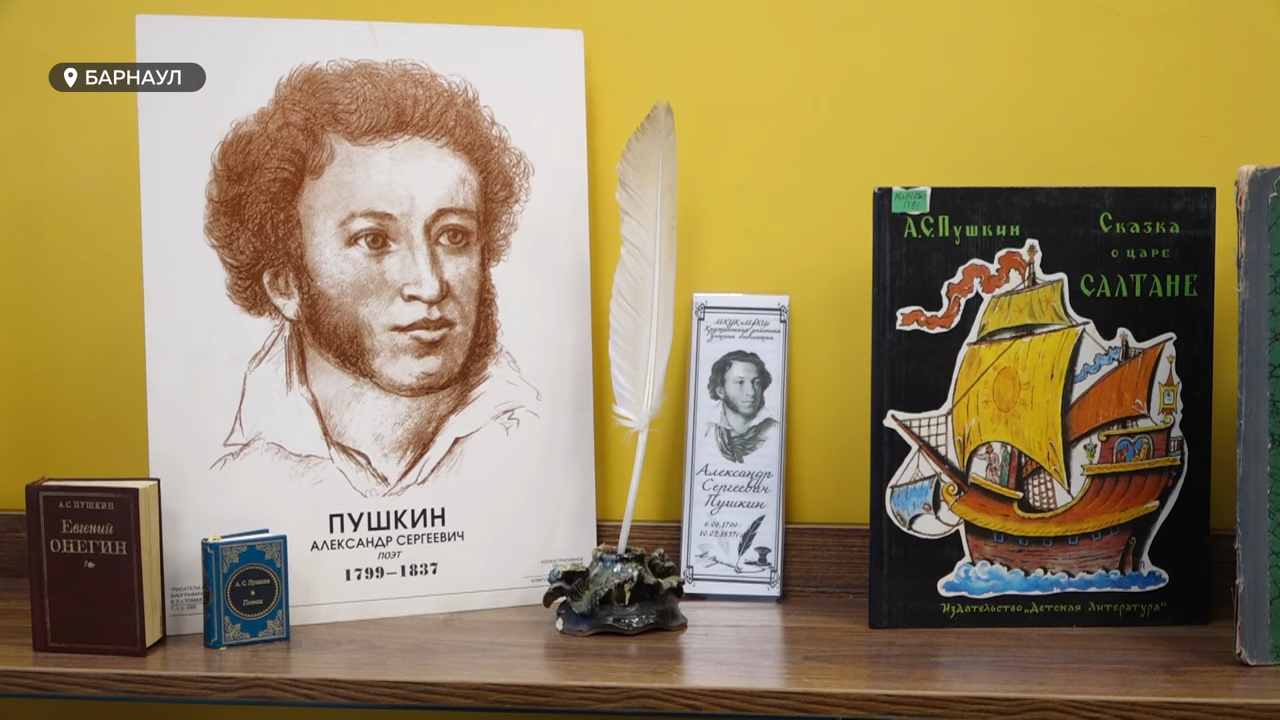 БАРНАУЛ
ПУШКИН
АЛЕКСАНДР СЕРГЕЕВИЧ
ПОЭТ
1799–1837
А.С.ПУШКИН
Евгений
ОНЕГИН
А. С. Пушкин
Поэмы
Александр
Сергеевич
Пушкин
А.С.Пушкин
Сказка
о царе
САЛТАНЕ
Издательство „Детская литература"